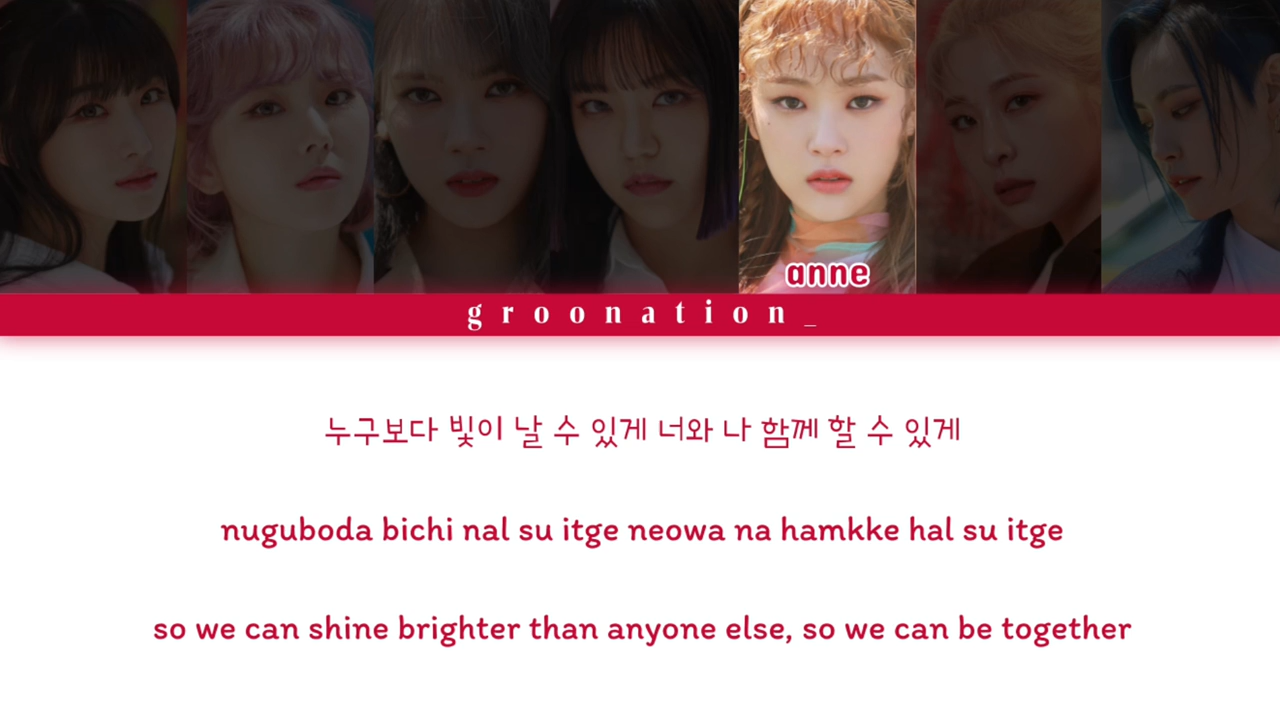 anne
groonation_
누구보다 빛이 날 수 있게 너와 나 함께 할 수 있게
nuguboda bichi nal su itge neowa na hamkke hal su itge
so we can shine brighter than anyone else, so we can be together